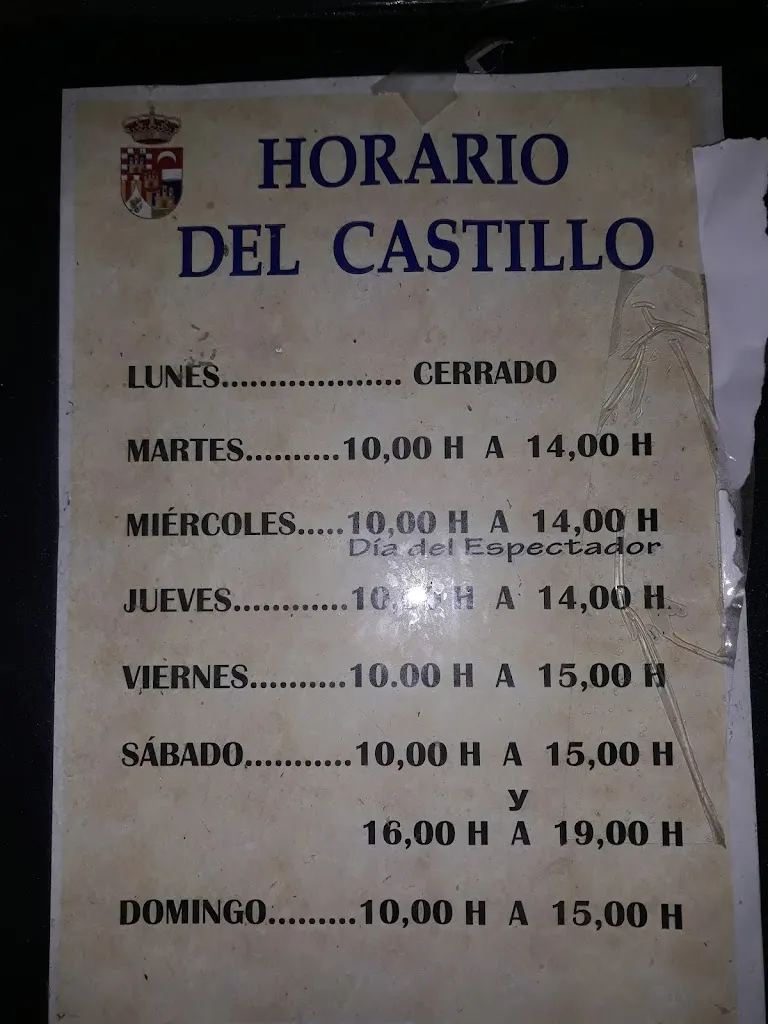 HORARIO
DEL CASTILLO
LUNES................... CERRADO
MARTES..........10,00 H A 14,00 H
MIÉRCOLES.....10,00 H A 14,00 H
Día del Espectador
JUEVES............10,00 H A 14,00 H
VIERNES..........10.00 H A 15,00 H
SÁBADO............10,00 H A 15,00 H
Y
16,00 H A 19,00 H
DOMINGO.........10,00 H A 15,00 H